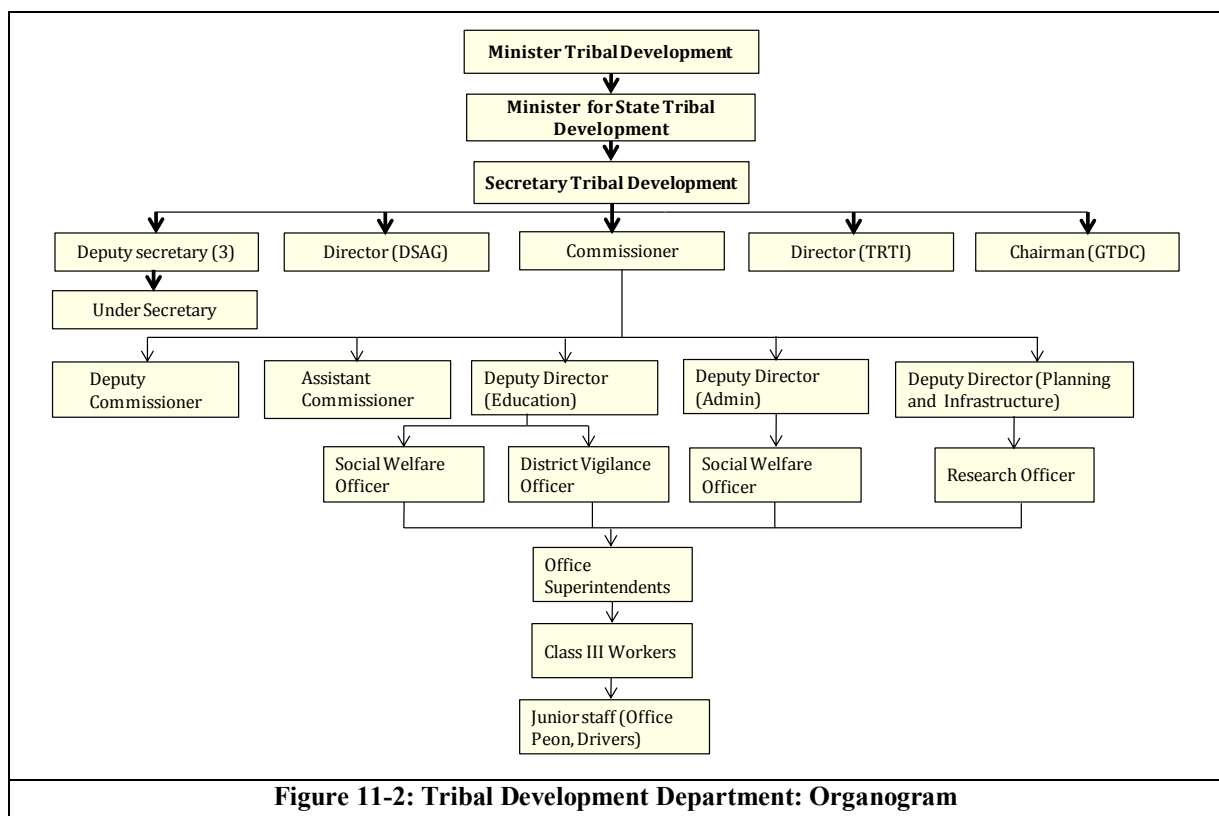 Minister Tribal Development
Minister for State Tribal
Development
Secretary Tribal Development
Deputy secretary (3)
Director (DSAG)
Commissioner
Director (TRTI)
Chairman (GTDC)
Under Secretary
Deputy
Commissioner
Assistant
Commissioner
Deputy Director
(Education)
Deputy Director
(Admin)
Deputy Director (Planning
and Infrastructure)
Social Welfare
Officer
District Vigilance
Officer
Social Welfare
Officer
Research Officer
Office
Superintendents
Class III Workers
Junior staff (Office
Peon, Drivers)
Figure 11-2: Tribal Development Department: Organogram